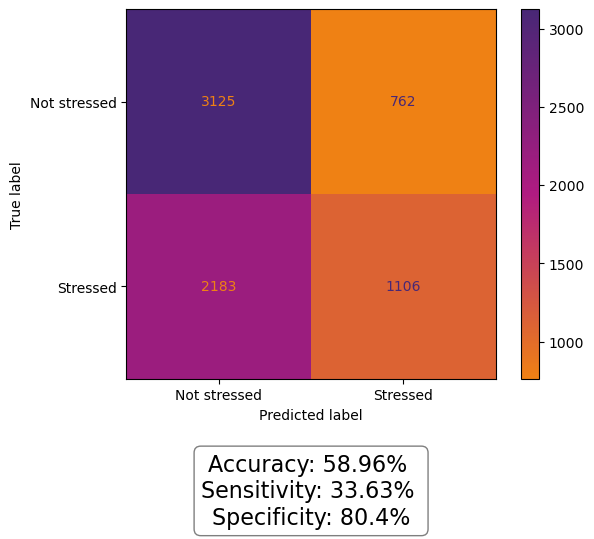 3000
Not stressed 3125 762
2500
True label
2000
1500
Stressed 2183 1106
1000
Not stressed Stressed
Predicted label
Accuracy: 58.96%
Sensitivity: 33.63%
Specificity: 80.4%